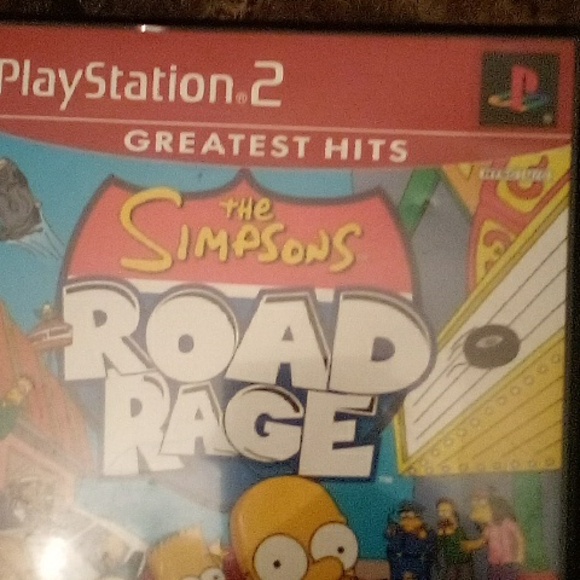 PlayStation®2
GREATEST HITS
THE
SIMPSONS
ROAD
RAGE